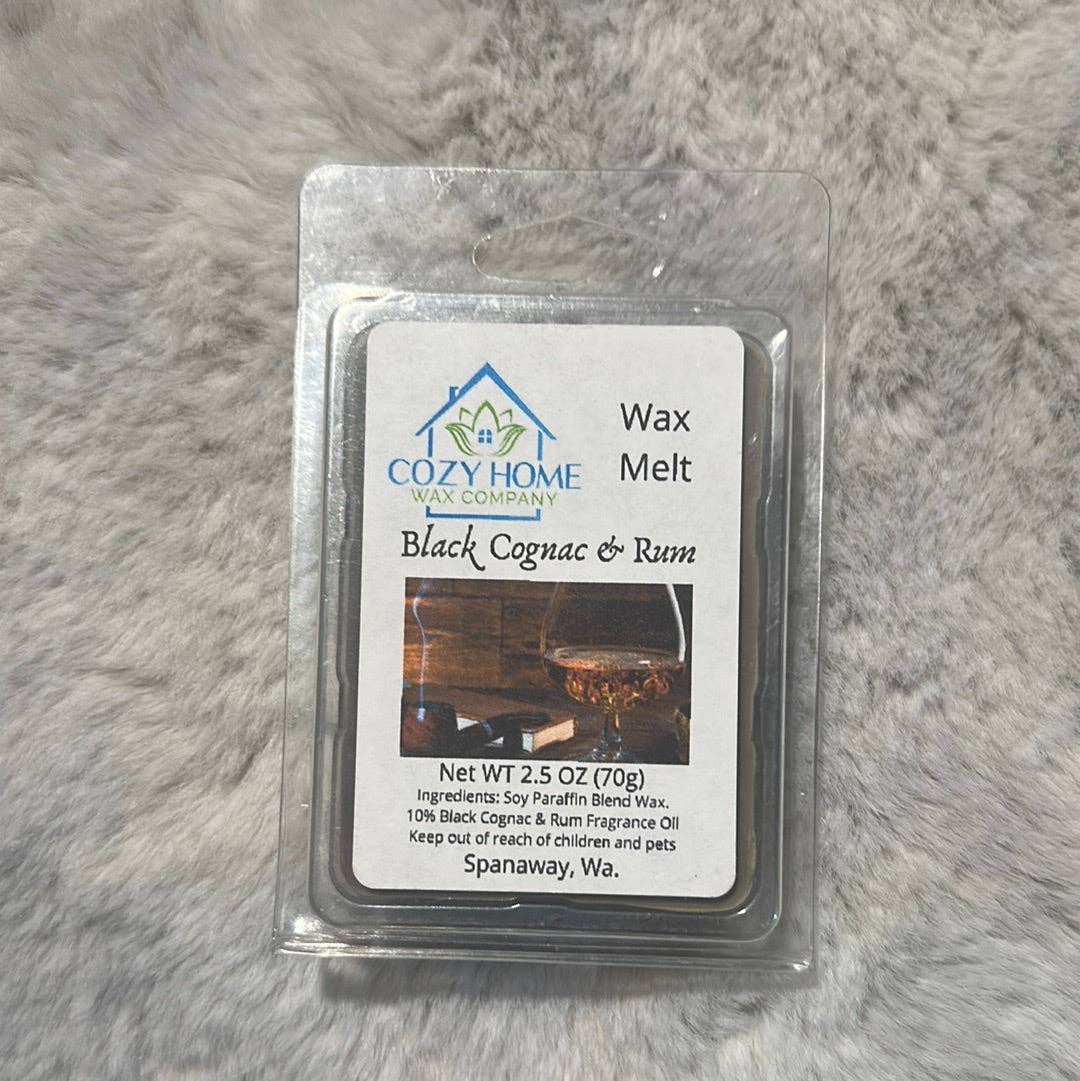 COZY HOME
WAX COMPANY
Wax
Melt
Black Cognac & Rum
Net WT 2.5 OZ (70g)
Ingredients: Soy Paraffin Blend Wax.
10% Black Cognac & Rum Fragrance Oil
Keep out of reach of children and pets
Spanaway, Wa.